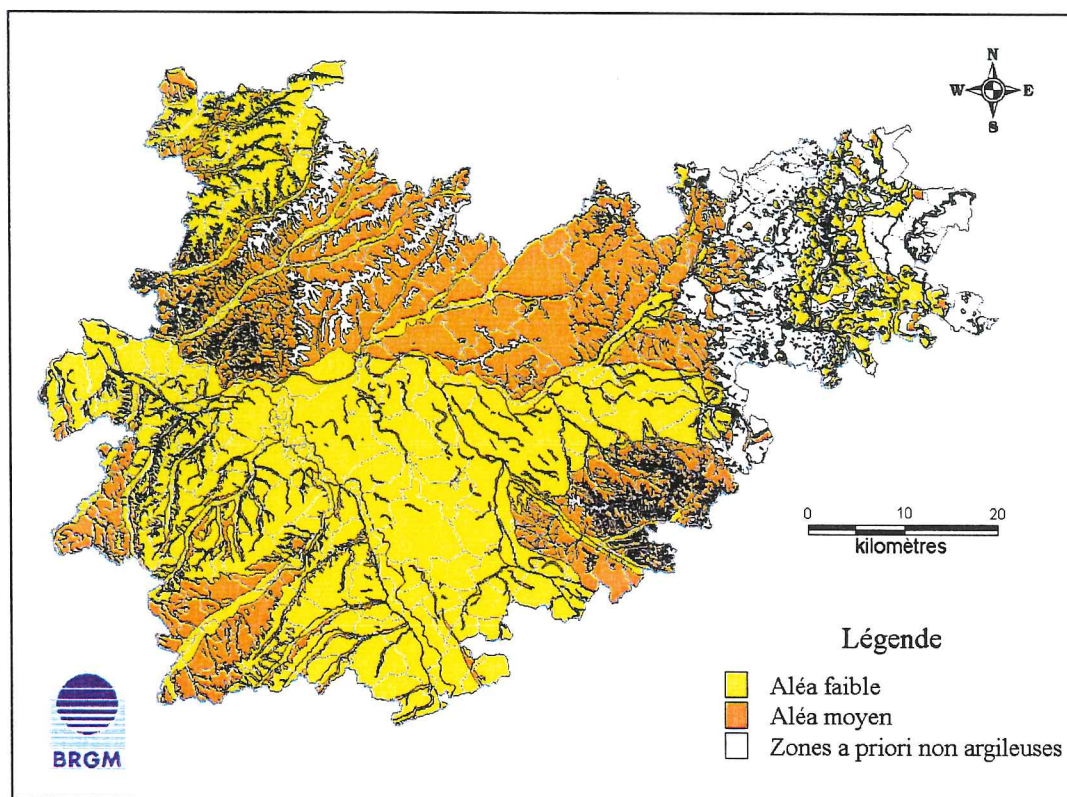 N
W E
S
0 10 20
kilomètres
Légende
Aléa faible
Aléa moyen
Zones a priori non argileuses
BRGM